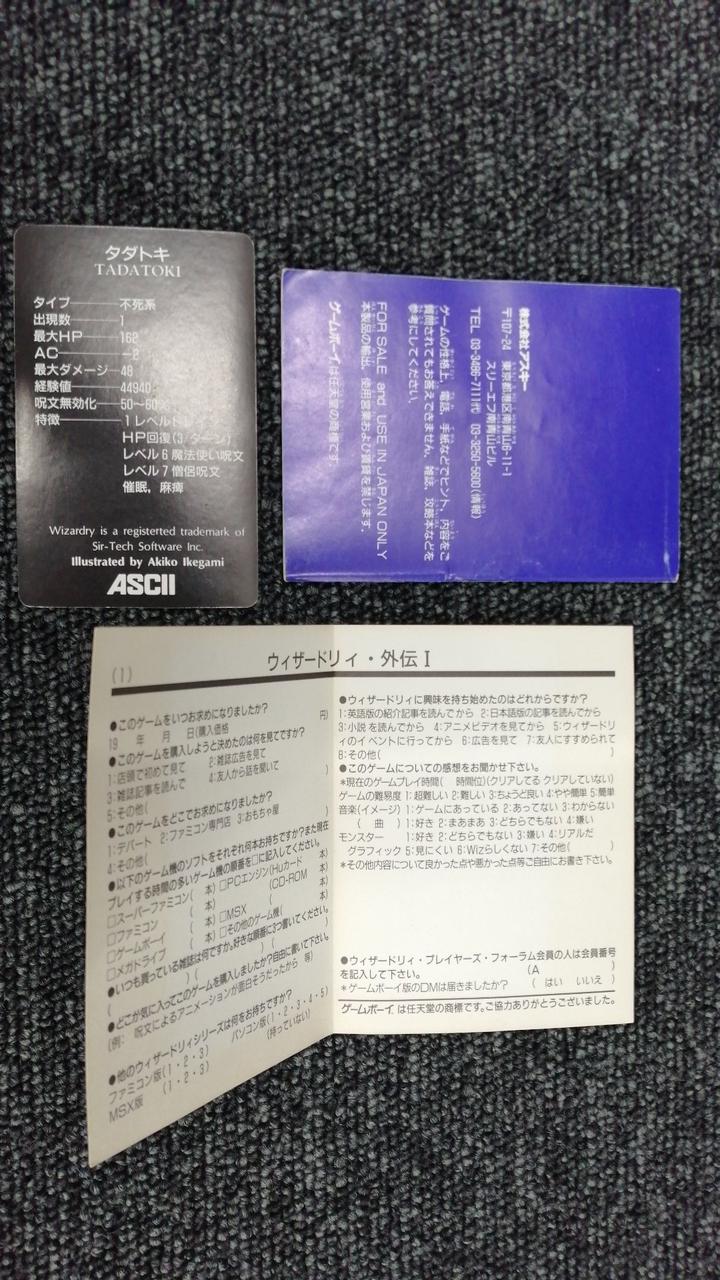 タダトキ
TADATOKI
タイプ——不死系
出現数——1
最大HP——162
AC——-2
最大ダメージ——48
経験値——44940
呪文無効化——50～60%
特徴——1レベルドレイン
HP回復(3/ターン)
レベル6魔法使い呪文
レベル7僧侶呪文
催眠，麻痺
Wizardry is a registerted trademark of
Sir-Tech Software Inc.
Illustrated by Akiko Ikegami
ASCII
株式会社アスキー
〒107-24 東京都港区南青山6-11-1
スリーエフ南青山ビル
TEL 03-3486-7111代 03-3250-5600(情報)
ゲームの性格上，電話，手紙などでヒント，内容をご
質問されてもお答えできません。雑誌，攻略本などを
参考にしてください。
FOR SALE and USE IN JAPAN ONLY
本製品の輸出，使用営業および賃貸を禁じます。
ゲームボーイは任天堂の商標です
(1)
ウィザードリィ・外伝Ⅰ
●このゲームをいつお求めになりましたか?
19 年 月 日(購入価格 円)
●このゲームを購入しようと決めたのは何を見てですか?
1:店頭で初めて見て 2:雑誌広告を見て
3:雑誌記事を読んで 4:友人から話を聞いて
5:その他( )
●このゲームをどこでお求めになりましたか?
1:デパート 2:ファミコン専門店 3:おもちゃ屋
4:その他( )
●以下のゲーム機のソフトをそれぞれ何本お持ちですか?また現在
プレイする時間の多いゲーム機の順番を□に記入してください。
□スーパーファミコン( 本) □PCエンジン(Huカード 本)
□ファミコン ( 本) (CD-ROM 本)
□ゲームボーイ ( 本) □MSX ( 本)
□メガドライブ ( 本) □その他のゲーム機( 本)
●いつも買っている雑誌は何ですか。好きな順番に3つ書いてください。
( ) ( ) ( )
●どこが気に入ってこのゲームを購入しましたか?自由に書いて下さい。
(例: 呪文によるアニメーションが面白そうだったから 等)
●他のウィザードリィシリーズは何をお持ちですか?
ファミコン版(1・2・3) パソコン版(1・2・3・4・5)
MSX版 (1・2・3) (持っていない)
●ウィザードリィに興味を持ち始めたのはどれからですか?
1:英語版の紹介記事を読んでから 2:日本語版の記事を読んでから
3:小説を読んでから 4:アニメビデオを見てから 5:ウィザードリ
ィのイベントに行ってから 6:広告を見て 7:友人にすすめられて
8:その他( )
●このゲームについての感想をお聞かせ下さい。
*現在のゲームプレイ時間( 時間位)(クリアしてる クリアしていない)
ゲームの難易度 1:超難しい 2:難しい 3:ちょうど良い 4:やや簡単 5:簡単
音楽(イメージ) 1:ゲームにあっている 2:あってない 3:わからない
( 曲 ) 1:好き 2:まあまあ 3:どちらでもない 4:嫌い
モンスター 1:好き 2:どちらでもない 3:嫌い 4:リアルだ
グラフィック 5:見にくい 6:Wizらしくない 7:その他( )
*その他内容について良かった点や悪かった点等ご自由にお書き下さい。
●ウィザードリィ・プレイヤーズ・フォーラム会員の人は会員番号
を記入して下さい。 (A )
*ゲームボーイ版のDMは届きましたか? ( はい いいえ )
ゲームボーイ は任天堂の商標です。ご協力ありがとうございました。